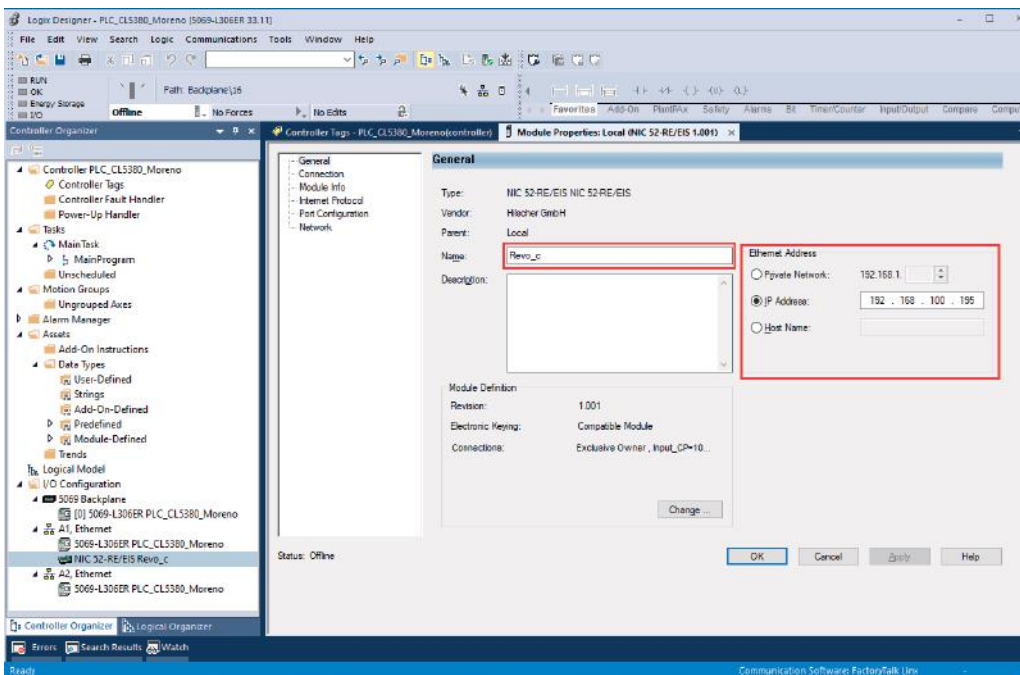 Logix Designer - PLC_CL5380_Moreno [5069-L306ER 33.11]
File Edit View Search Logic Communications Tools Window Help
RUN
OK
Energy Storage
I/O
Offline
No Forces
No Edits
Path: Backplane\16
Favorites Add-On PlantPAx Safety Alarms Bit Timer/Counter Input/Output Compare
Controller Organizer
Controller Tags - PLC_CL5380_Moreno(controller)
Module Properties: Local (NIC 52-RE/EIS 1.001)
Controller PLC_CL5380_Moreno
Controller Tags
Controller Fault Handler
Power-Up Handler
Tasks
MainTask
MainProgram
Unscheduled
Motion Groups
Ungrouped Axes
Alarm Manager
Assets
Add-On Instructions
Data Types
User-Defined
Strings
Add-On-Defined
Predefined
Module-Defined
Trends
Logical Model
I/O Configuration
5069 Backplane
[0] 5069-L306ER PLC_CL5380_Moreno
A1, Ethernet
5069-L306ER PLC_CL5380_Moreno
NIC 52-RE/EIS Revo_c
A2, Ethernet
5069-L306ER PLC_CL5380_Moreno
Controller Organizer
Logical Organizer
General
Connection
Module Info
Internet Protocol
Port Configuration
Network
General
Type: NIC 52-RE/EIS NIC 52-RE/EIS
Vendor: Hilscher GmbH
Parent: Local
Name: Revo_c
Description:
Ethernet Address
Private Network: 192.168.1.
IP Address: 192 . 168 . 100 . 195
Host Name:
Module Definition
Revision: 1.001
Electronic Keying: Compatible Module
Connections: Exclusive Owner , Input_CP=10...
Change ...
Status: Offline
OK Cancel Apply Help
Errors Search Results Watch
Ready
Communication Software: FactoryTalk Linx